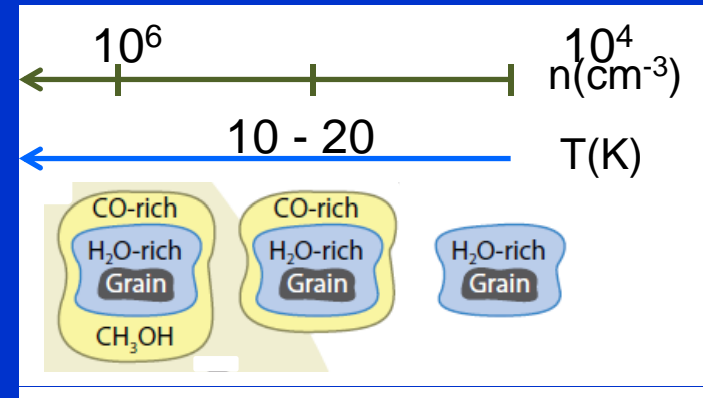 10⁶ 10⁴
n(cm⁻³)
10 - 20
T(K)
CO-rich CO-rich
H₂O-rich H₂O-rich H₂O-rich
Grain Grain Grain
CH₃OH